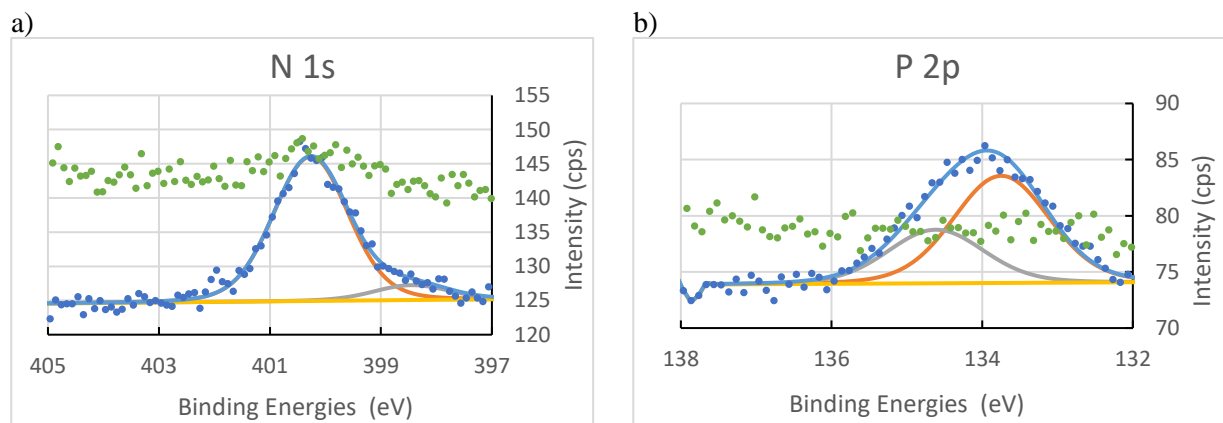 a)
N 1s
155
150
145
140
135
130
125
120
Intensity (cps)
405
403
401
399
397
Binding Energies (eV)
b)
P 2p
90
85
80
75
70
Intensity (cps)
138
136
134
132
Binding Energies (eV)